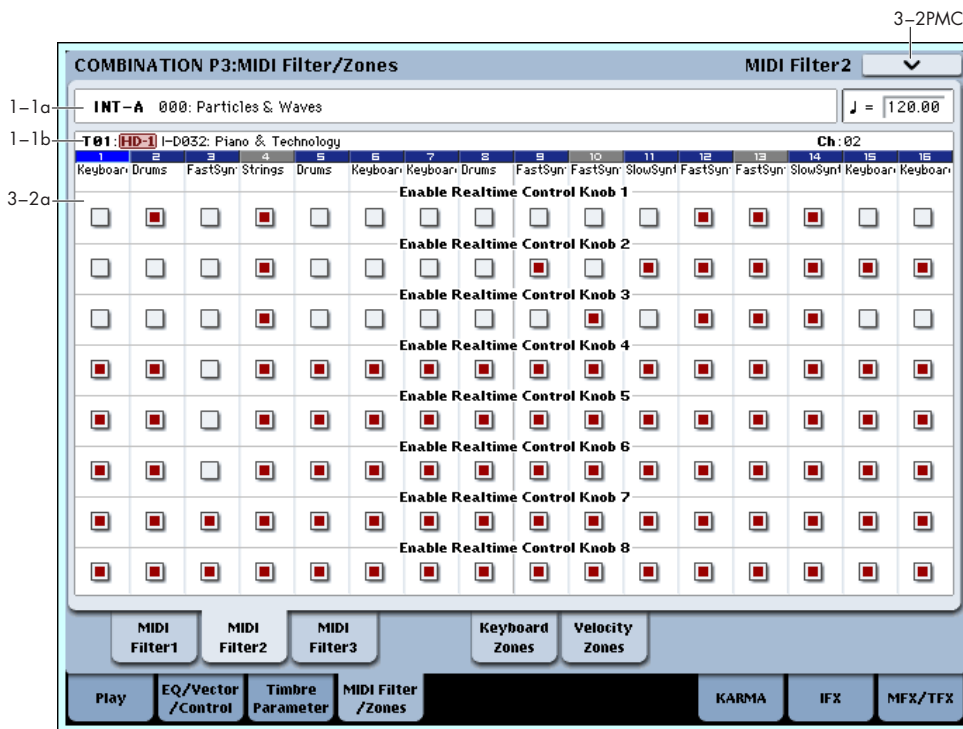 3–2PMC
COMBINATION P3:MIDI Filter/Zones MIDI Filter2
1–1a INT–A 000: Particles & Waves ♩ = 120.00
1–1b T01: HD-1 I-D032: Piano & Technology Ch:02
1 2 3 4 5 6 7 8 9 10 11 12 13 14 15 16
Keyboar Drums FastSyn Strings Drums Keyboar Keyboar Drums FastSyn FastSyn SlowSynt FastSyn FastSyn SlowSynt Keyboar Keyboar
3–2a
Enable Realtime Control Knob 1
Enable Realtime Control Knob 2
Enable Realtime Control Knob 3
Enable Realtime Control Knob 4
Enable Realtime Control Knob 5
Enable Realtime Control Knob 6
Enable Realtime Control Knob 7
Enable Realtime Control Knob 8
MIDI Filter1 MIDI Filter2 MIDI Filter3 Keyboard Zones Velocity Zones
Play EQ/Vector /Control Timbre Parameter MIDI Filter /Zones KARMA IFX MFX/TFX